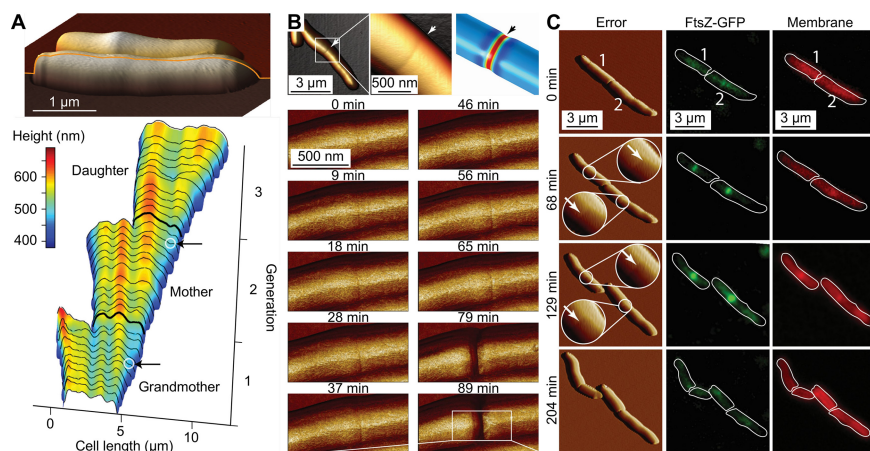 A
1 µm
Height (nm)
600
500
400
Daughter
Mother
Grandmother
3
2
1
Generation
0
5
10
Cell length (µm)
B
3 µm
500 nm
0 min
46 min
500 nm
9 min
56 min
18 min
65 min
28 min
79 min
37 min
89 min
C
Error
FtsZ-GFP
Membrane
0 min
1
2
3 µm
1
2
3 µm
1
2
3 µm
68 min
129 min
204 min